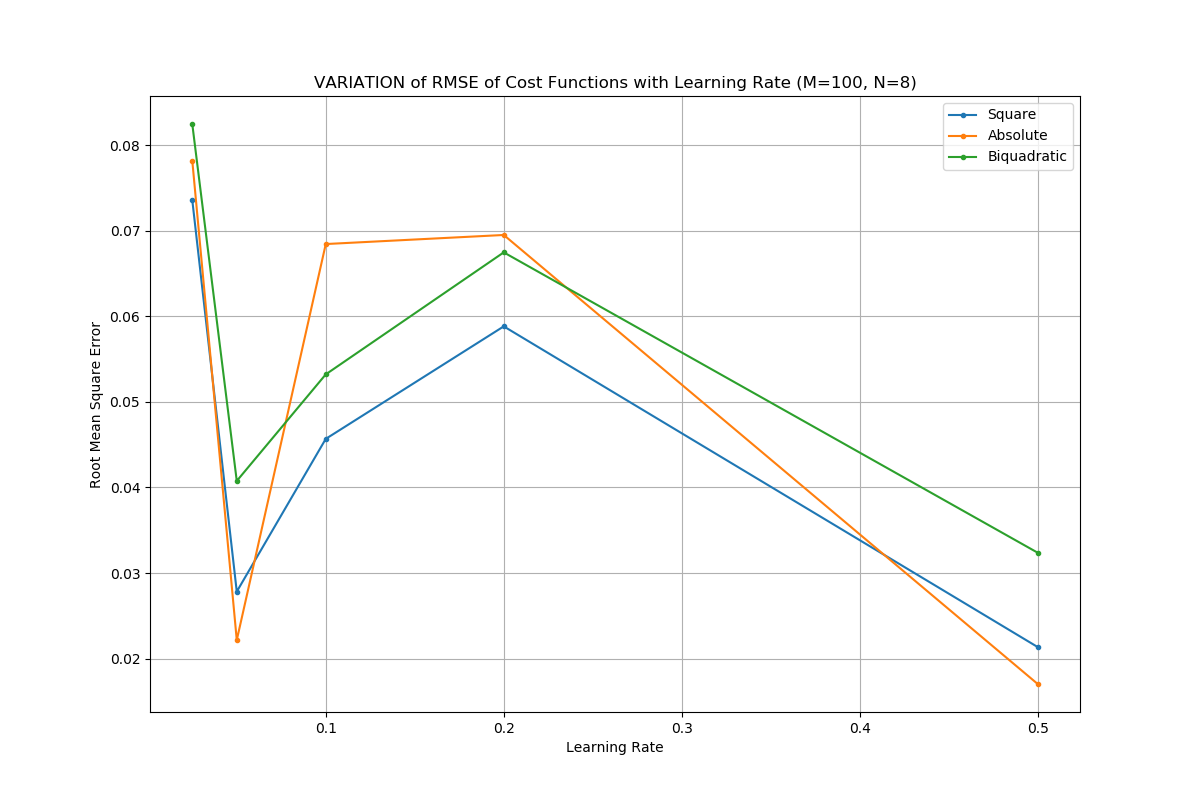 VARIATION of RMSE of Cost Functions with Learning Rate (M=100, N=8)
Square
Absolute
Biquadratic
Root Mean Square Error
0.08
0.07
0.06
0.05
0.04
0.03
0.02
0.1 0.2 0.3 0.4 0.5
Learning Rate